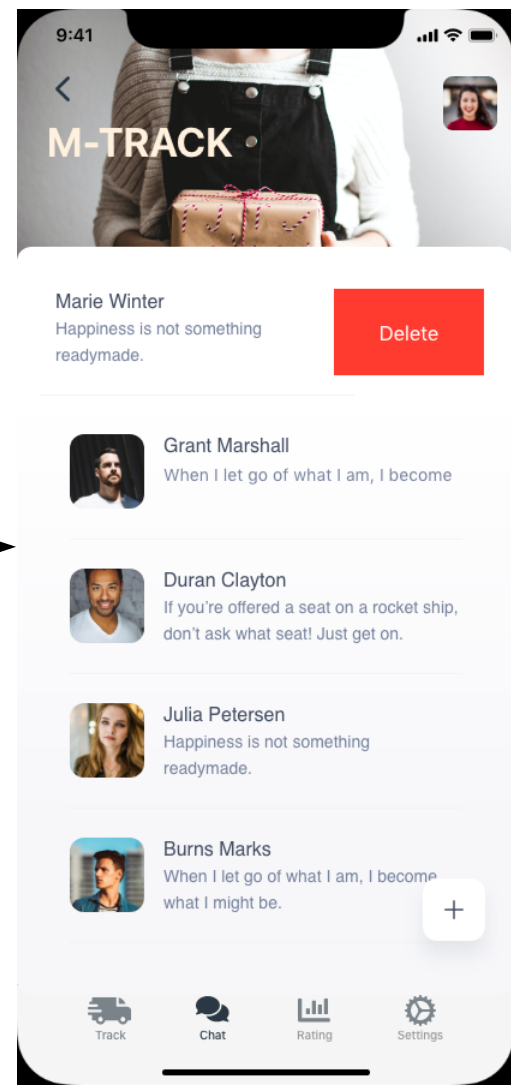 9:41
M-TRACK
Marie Winter
Happiness is not something
readymade.
Delete
Grant Marshall
When I let go of what I am, I become
Duran Clayton
If you’re offered a seat on a rocket ship,
don’t ask what seat! Just get on.
Julia Petersen
Happiness is not something
readymade.
Burns Marks
When I let go of what I am, I become
what I might be.
+
Track
Chat
Rating
Settings